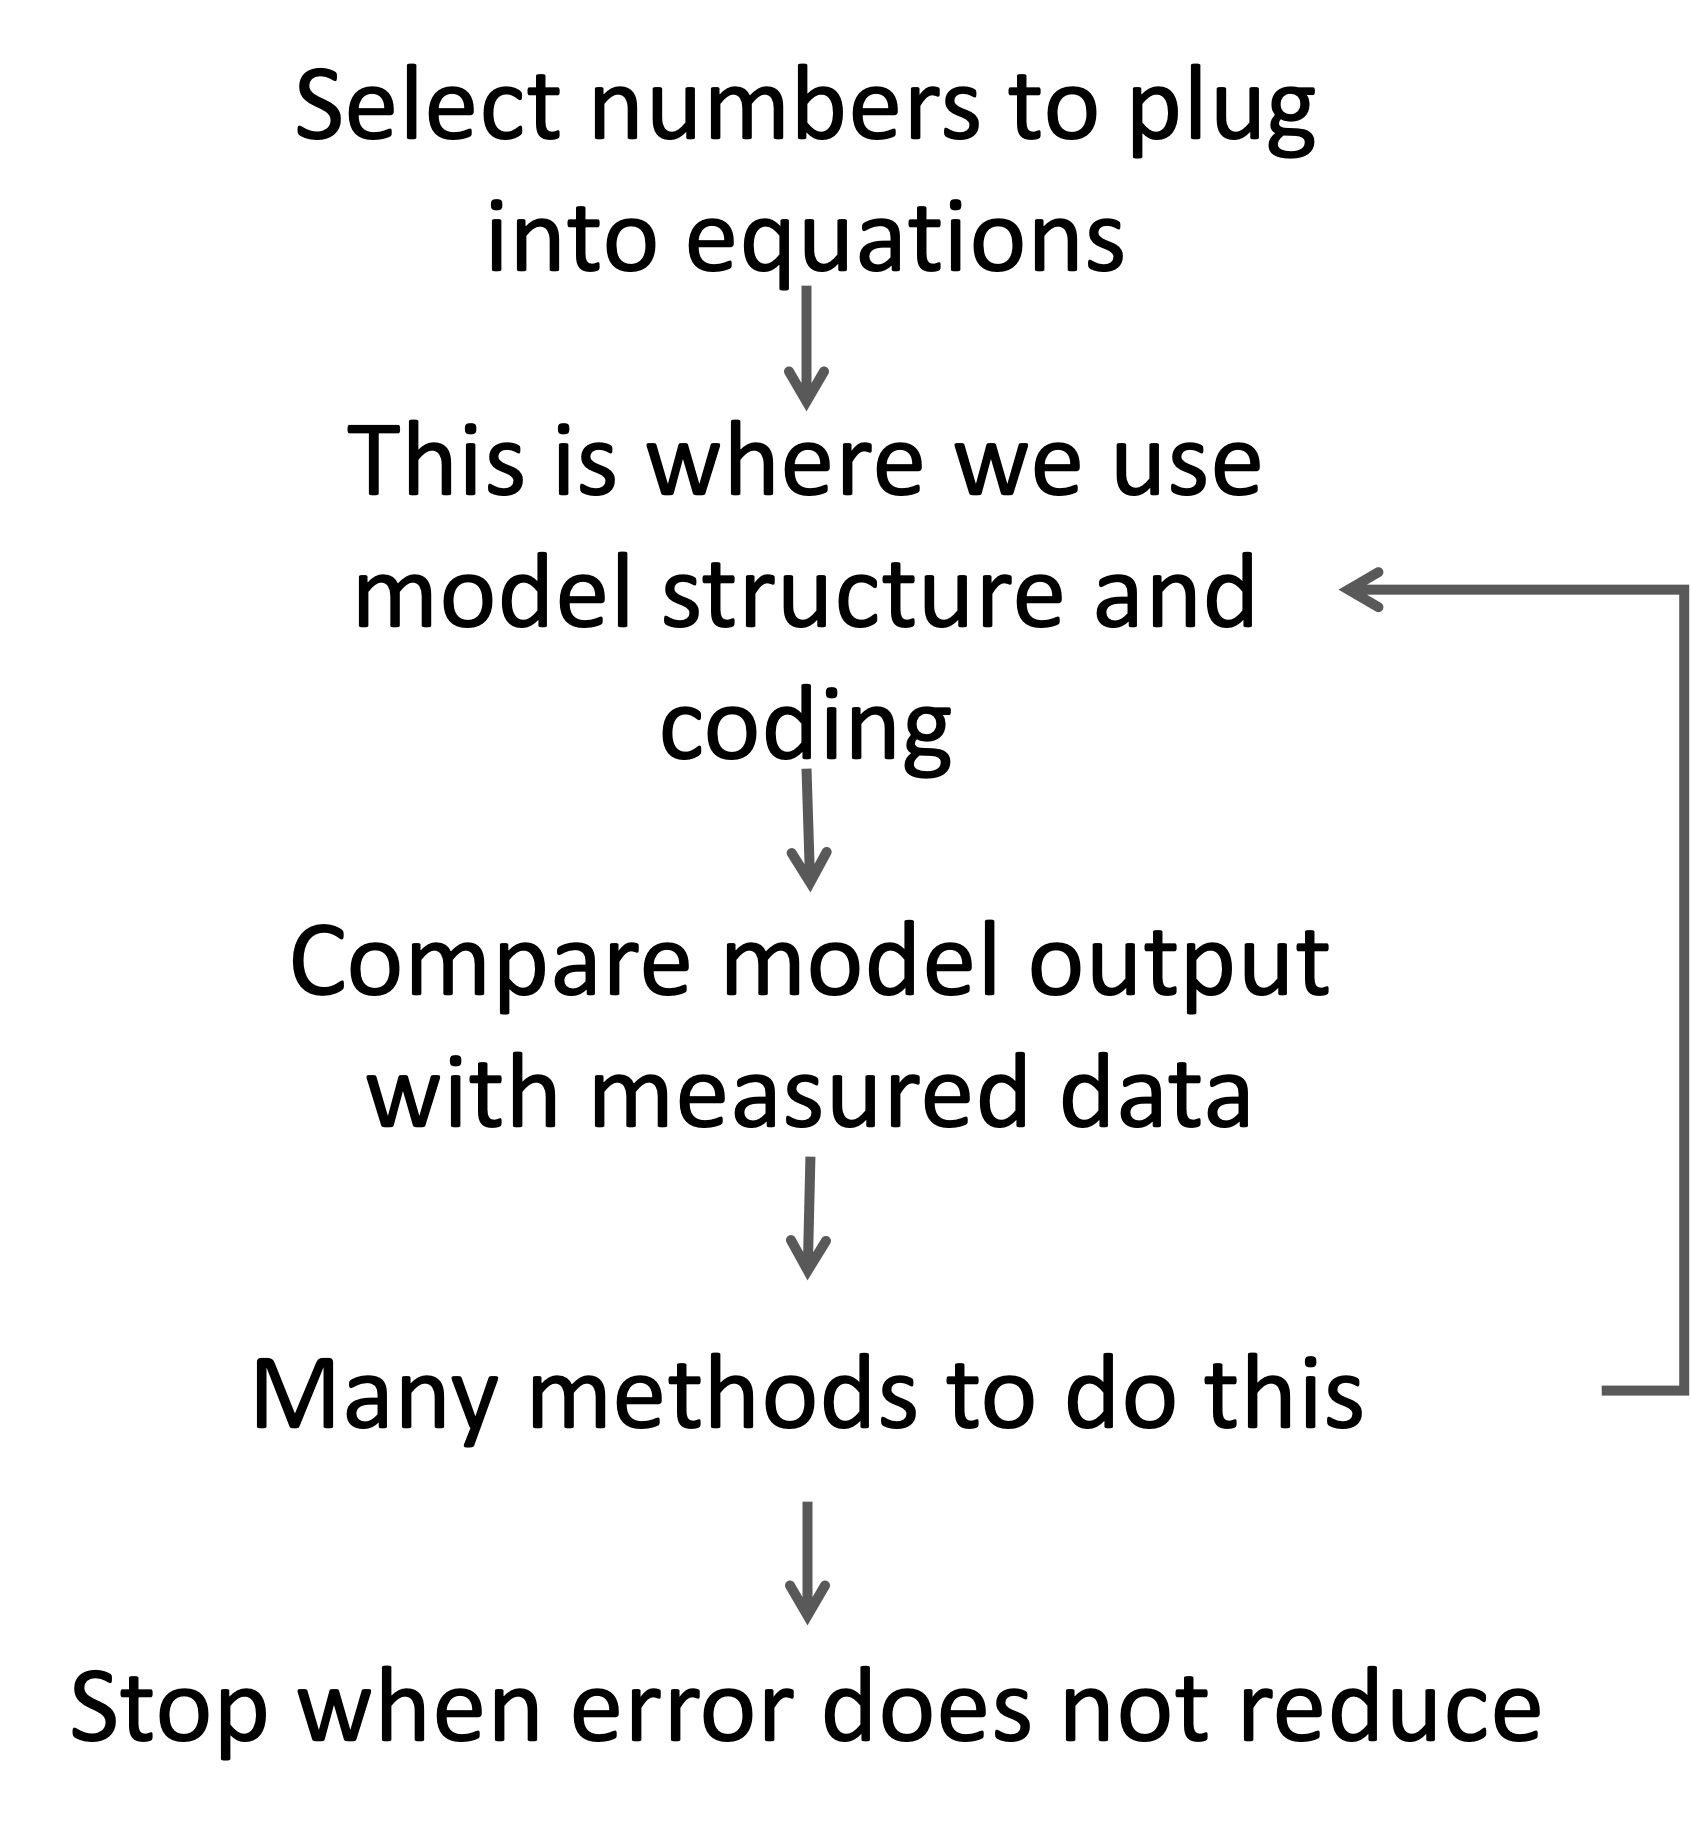 Select numbers to plug
into equations
This is where we use
model structure and
coding
Compare model output
with measured data
Many methods to do this
Stop when error does not reduce